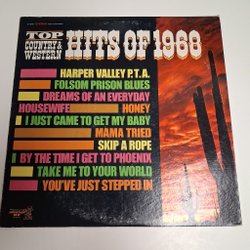 TOP
COUNTRY &
WESTERN
HITS OF 1968
HARPER VALLEY P.T.A.
FOLSOM PRISON BLUES
DREAMS OF AN EVERYDAY
HOUSEWIFE HONEY
I JUST CAME TO GET MY BABY
MAMA TRIED
SKIP A ROPE
BY THE TIME I GET TO PHOENIX
TAKE ME TO YOUR WORLD
YOU'VE JUST STEPPED IN